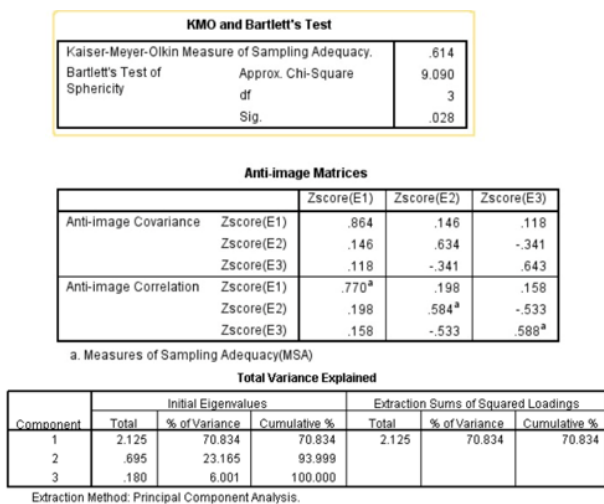 KMO and Bartlett's Test
Kaiser-Meyer-Olkin Measure of Sampling Adequacy. .614
Bartlett's Test of Approx. Chi-Square 9.090
Sphericity df 3
Sig. .028
Anti-image Matrices
Zscore(E1) Zscore(E2) Zscore(E3)
Anti-image Covariance Zscore(E1) .864 .146 .118
Zscore(E2) .146 .634 -.341
Zscore(E3) .118 -.341 .643
Anti-image Correlation Zscore(E1) .770a .198 .158
Zscore(E2) .198 .584a -.533
Zscore(E3) .158 -.533 .588a
a. Measures of Sampling Adequacy(MSA)
Total Variance Explained
Initial Eigenvalues Extraction Sums of Squared Loadings
Component Total % of Variance Cumulative % Total % of Variance Cumulative %
1 2.125 70.834 70.834 2.125 70.834 70.834
2 .695 23.165 93.999
3 .180 6.001 100.000
Extraction Method: Principal Component Analysis.